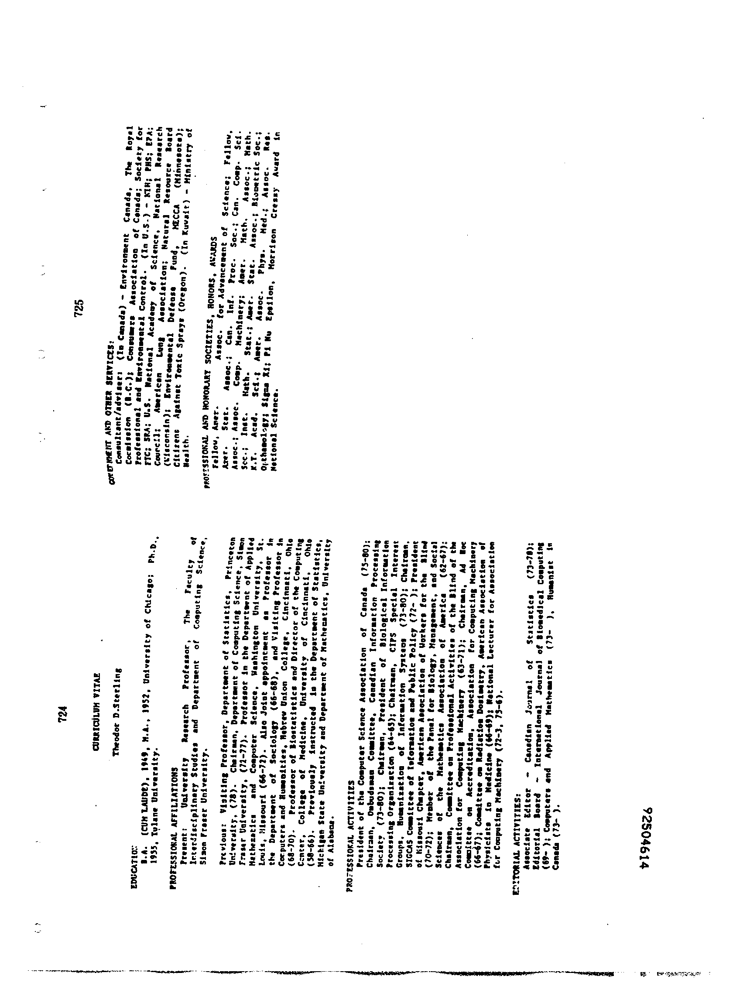 724
CURRICULUM VITAE
Theodor D.Sterling
EDUCATION:
B.A. (CUM LAUDE), 1949, M.A., 1952, University of Chicago: Ph.D.,
1955, Tulane University.
PROFESSIONAL AFFILIATIONS
Present: University Research Professor, The Faculty of
Interdisciplinary Studies and Department of Computing Science,
Simon Fraser University.
Previous: Visiting Professor, Department of Statistics, Princeton
University, (78). Chairman, Department of Computing Science, Simon
Fraser University, (72-77). Professor in the Department of Applied
Mathematics and Computer Science, Washington University, St.
Louis, Missouri (66-72). Also Joint appointment as Professor in
the Department of Sociology (66-68), and Visiting Professor in
Computers and Humanities, Hebrew Union College, Cincinnati, Ohio
(68-70). Professor of Biostatistics and Director of the Computing
Center, College of Medicine, University of Cincinnati, Ohio
(58-66). Previously instructed in the Department of Statistics,
Michigan State University and Department of Mathematics, University
of Alabama.
PROFESSIONAL ACTIVITIES
President of the Computer Science Association of Canada (75-80);
Chairman, Ombudsman Committee, Canadian Information Processing
Society (73-80); Chairman, President of Biological Information
Processing Organization (64-65); Chairman, CIPS Special Interest
Groups, Humanization of Information Systems (73-80); Chairman,
SIGCAS Committee of Information and Public Policy (72- ); President
of Missouri Chapter, American Association of Workers for the Blind
(70-72); Member of the Panel for Biology, Management, and Social
Sciences of the Mathematics Association of America (62-67);
Chairman, Committee on Professional Activities of the Blind of the
Association for Computing Machinery (63-71); Chairman, Ad Hoc
Committee on Accreditation, Association for Computing Machinery
(66-67); Committee on Radiation Dosimetry, American Association of
Physicists in Medicine (66-69); National Lecturer for Association
for Computing Machinery (72-3, 75-6).
EDITORIAL ACTIVITIES:
Associate Editor - Canadian Journal of Statistics (73-78);
Editorial Board - International Journal of Biomedical Computing
(69- ); Computers and Applied Mathematics (73- ), Humanist in
Canada (73- ).
725
GOVERNMENT AND OTHER SERVICES:
Consultant/adviser: (In Canada) - Environment Canada, The Royal
Commission (B.C.); Consumers Association of Canada; Society for
Professional and Environmental Control. (In U.S.) - NIH; PHS; EPA;
FTC; SRA; U.S. National Academy of Science, National Research
Council; American Lung Association; Natural Resource Board
(Wisconsin); Environmental Defense Fund, MECCA (Minnesota);
Citizens Against Toxic Sprays (Oregon). (In Kuwait) - Ministry of
Health.
PROFESSIONAL AND HONORARY SOCIETIES, HONORS, AWARDS
Fellow, Amer. Assoc. for Advancement of Science; Fellow,
Amer. Stat. Assoc.; Can. Inf. Proc. Soc.; Can. Comp. Sci.
Assoc.; Assoc. Comp. Machinery; Amer. Math. Assoc.; Math.
Soc.; Inst. Math. Stat.; Amer. Stat. Assoc.; Biometric Soc.;
N.Y. Acad. Sci.; Amer. Assoc. Phys. Med.; Assoc. Res.
Opthamology; Sigma Xi; Pi Mu Epsilon, Morrison Cressy Award in
National Science.
92504614